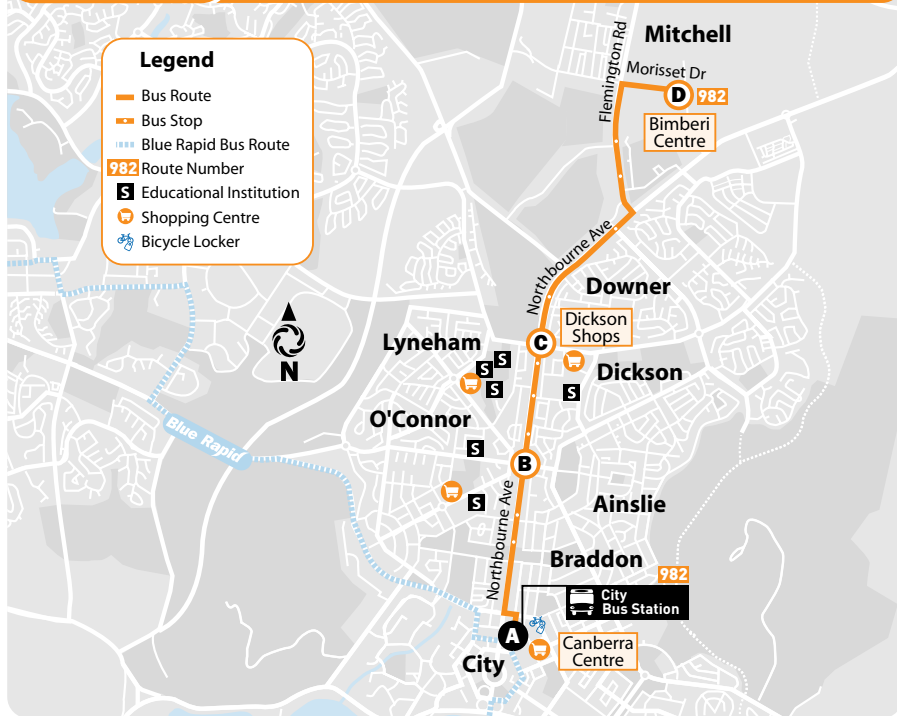 Legend
Bus Route
Bus Stop
Blue Rapid Bus Route
982 Route Number
S Educational Institution
Shopping Centre
Bicycle Locker
Mitchell
Flemington Rd
Morisset Dr
D 982
Bimberi
Centre
Northbourne Ave
Downer
Dickson
Shops
C
Lyneham
S
S
S
Dickson
S
O'Connor
S
Blue Rapid
B
S
Ainslie
Northbourne Ave
Braddon
982
City
Bus Station
A
Canberra
Centre
City
N